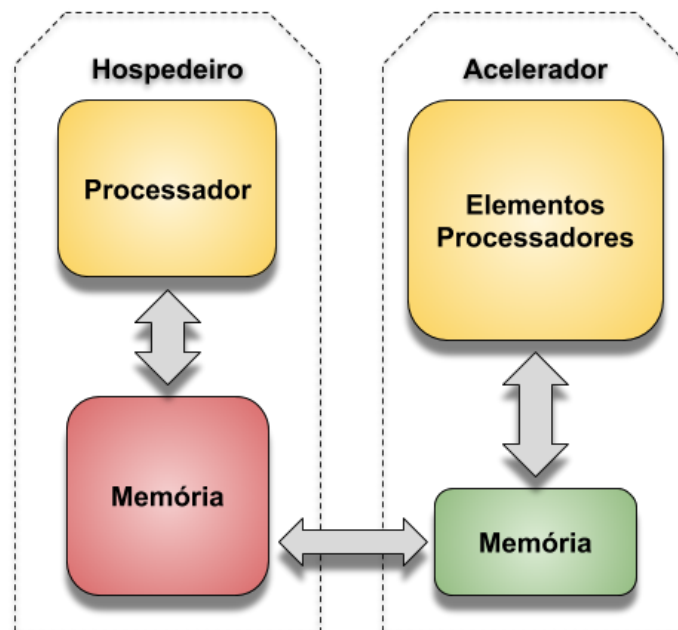 Hospedeiro
Processador
Memória
Acelerador
Elementos
Processadores
Memória